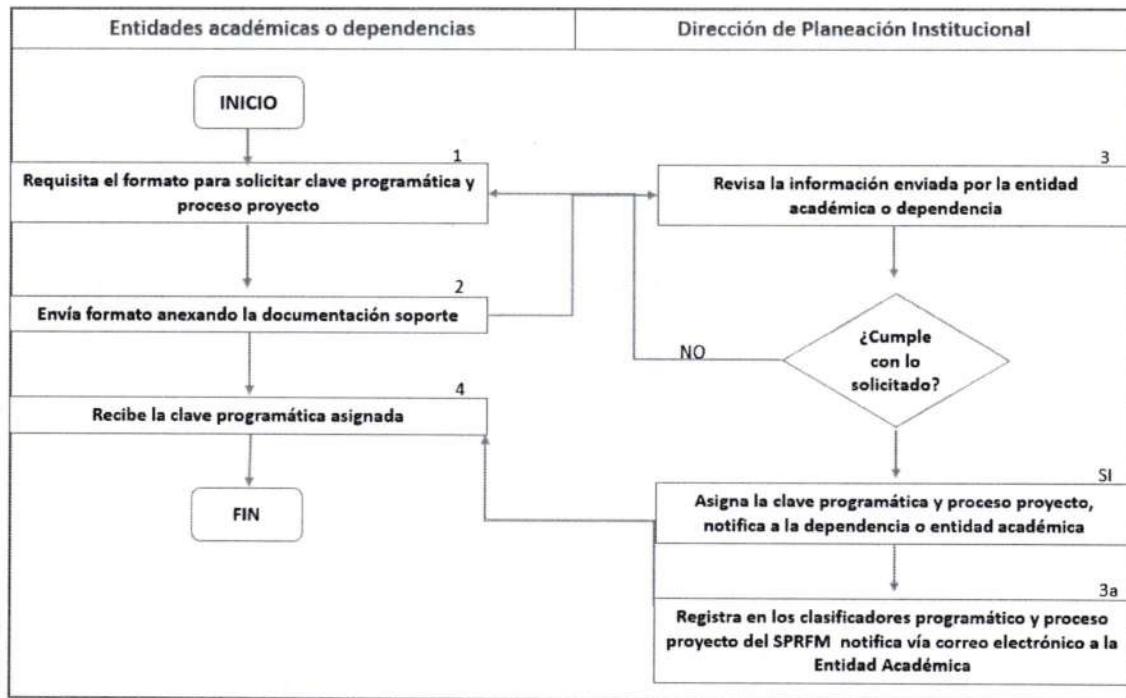 Entidades académicas o dependencias
Dirección de Planeación Institucional
INICIO
1
Requisita el formato para solicitar clave programática y
proceso proyecto
2
Envía formato anexando la documentación soporte
4
Recibe la clave programática asignada
FIN
3
Revisa la información enviada por la entidad
académica o dependencia
¿Cumple
con lo
solicitado?
NO
SI
Asigna la clave programática y proceso proyecto,
notifica a la dependencia o entidad académica
3a
Registra en los clasificadores programático y proceso
proyecto del SPRFM notifica vía correo electrónico a la
Entidad Académica